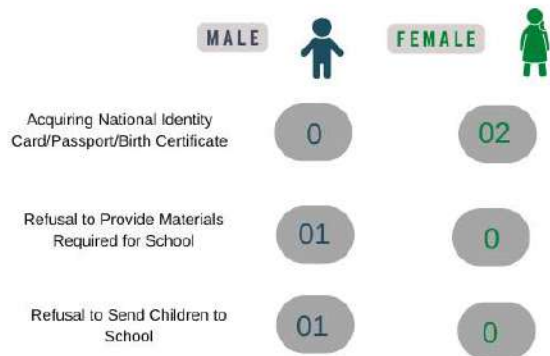 MALE
FEMALE
Acquiring National Identity
Card/Passport/Birth Certificate
0
02
Refusal to Provide Materials
Required for School
01
0
Refusal to Send Children to
School
01
0